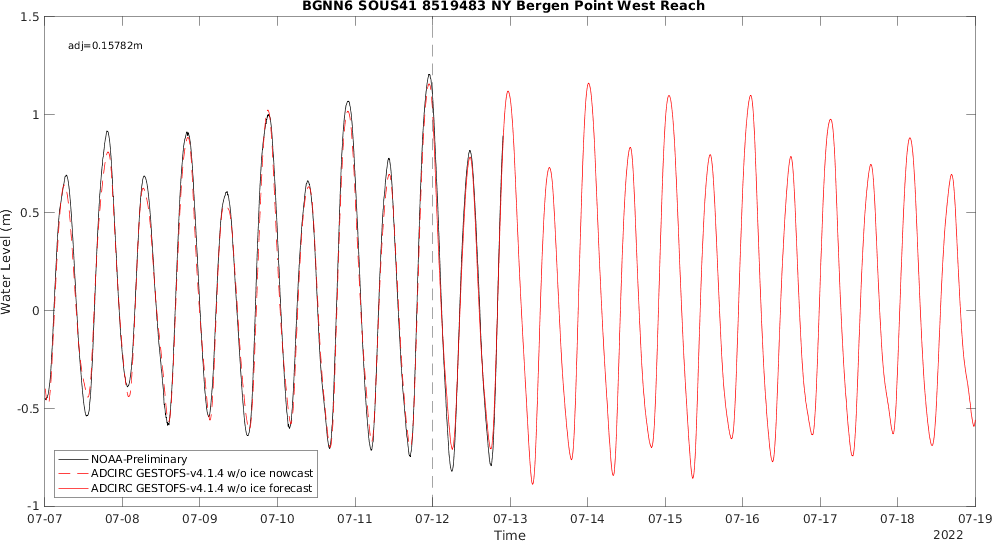 BGNN6 SOUS41 8519483 NY Bergen Point West Reach
adj=0.15782m
1.5
1
0.5
0
-0.5
-1
Water Level (m)
NOAA-Preliminary
ADCIRC GESTOFS-v4.1.4 w/o ice nowcast
ADCIRC GESTOFS-v4.1.4 w/o ice forecast
07-07 07-08 07-09 07-10 07-11 07-12 07-13 07-14 07-15 07-16 07-17 07-18 07-19
Time
2022